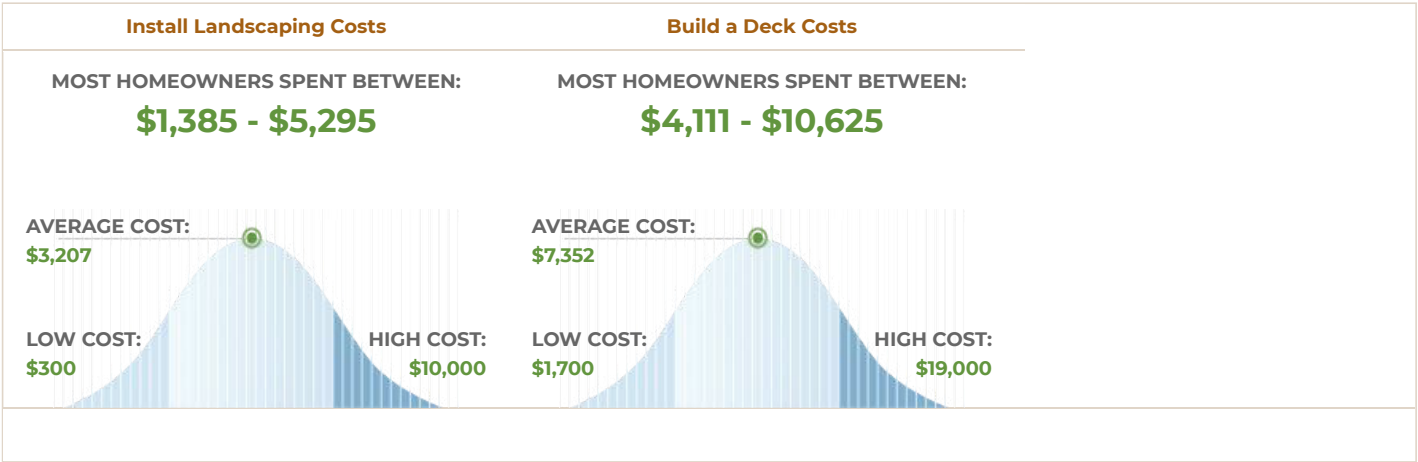 Install Landscaping Costs
Build a Deck Costs
MOST HOMEOWNERS SPENT BETWEEN:
$1,385 - $5,295
MOST HOMEOWNERS SPENT BETWEEN:
$4,111 - $10,625
AVERAGE COST:
$3,207
LOW COST:
$300
HIGH COST:
$10,000
AVERAGE COST:
$7,352
LOW COST:
$1,700
HIGH COST:
$19,000